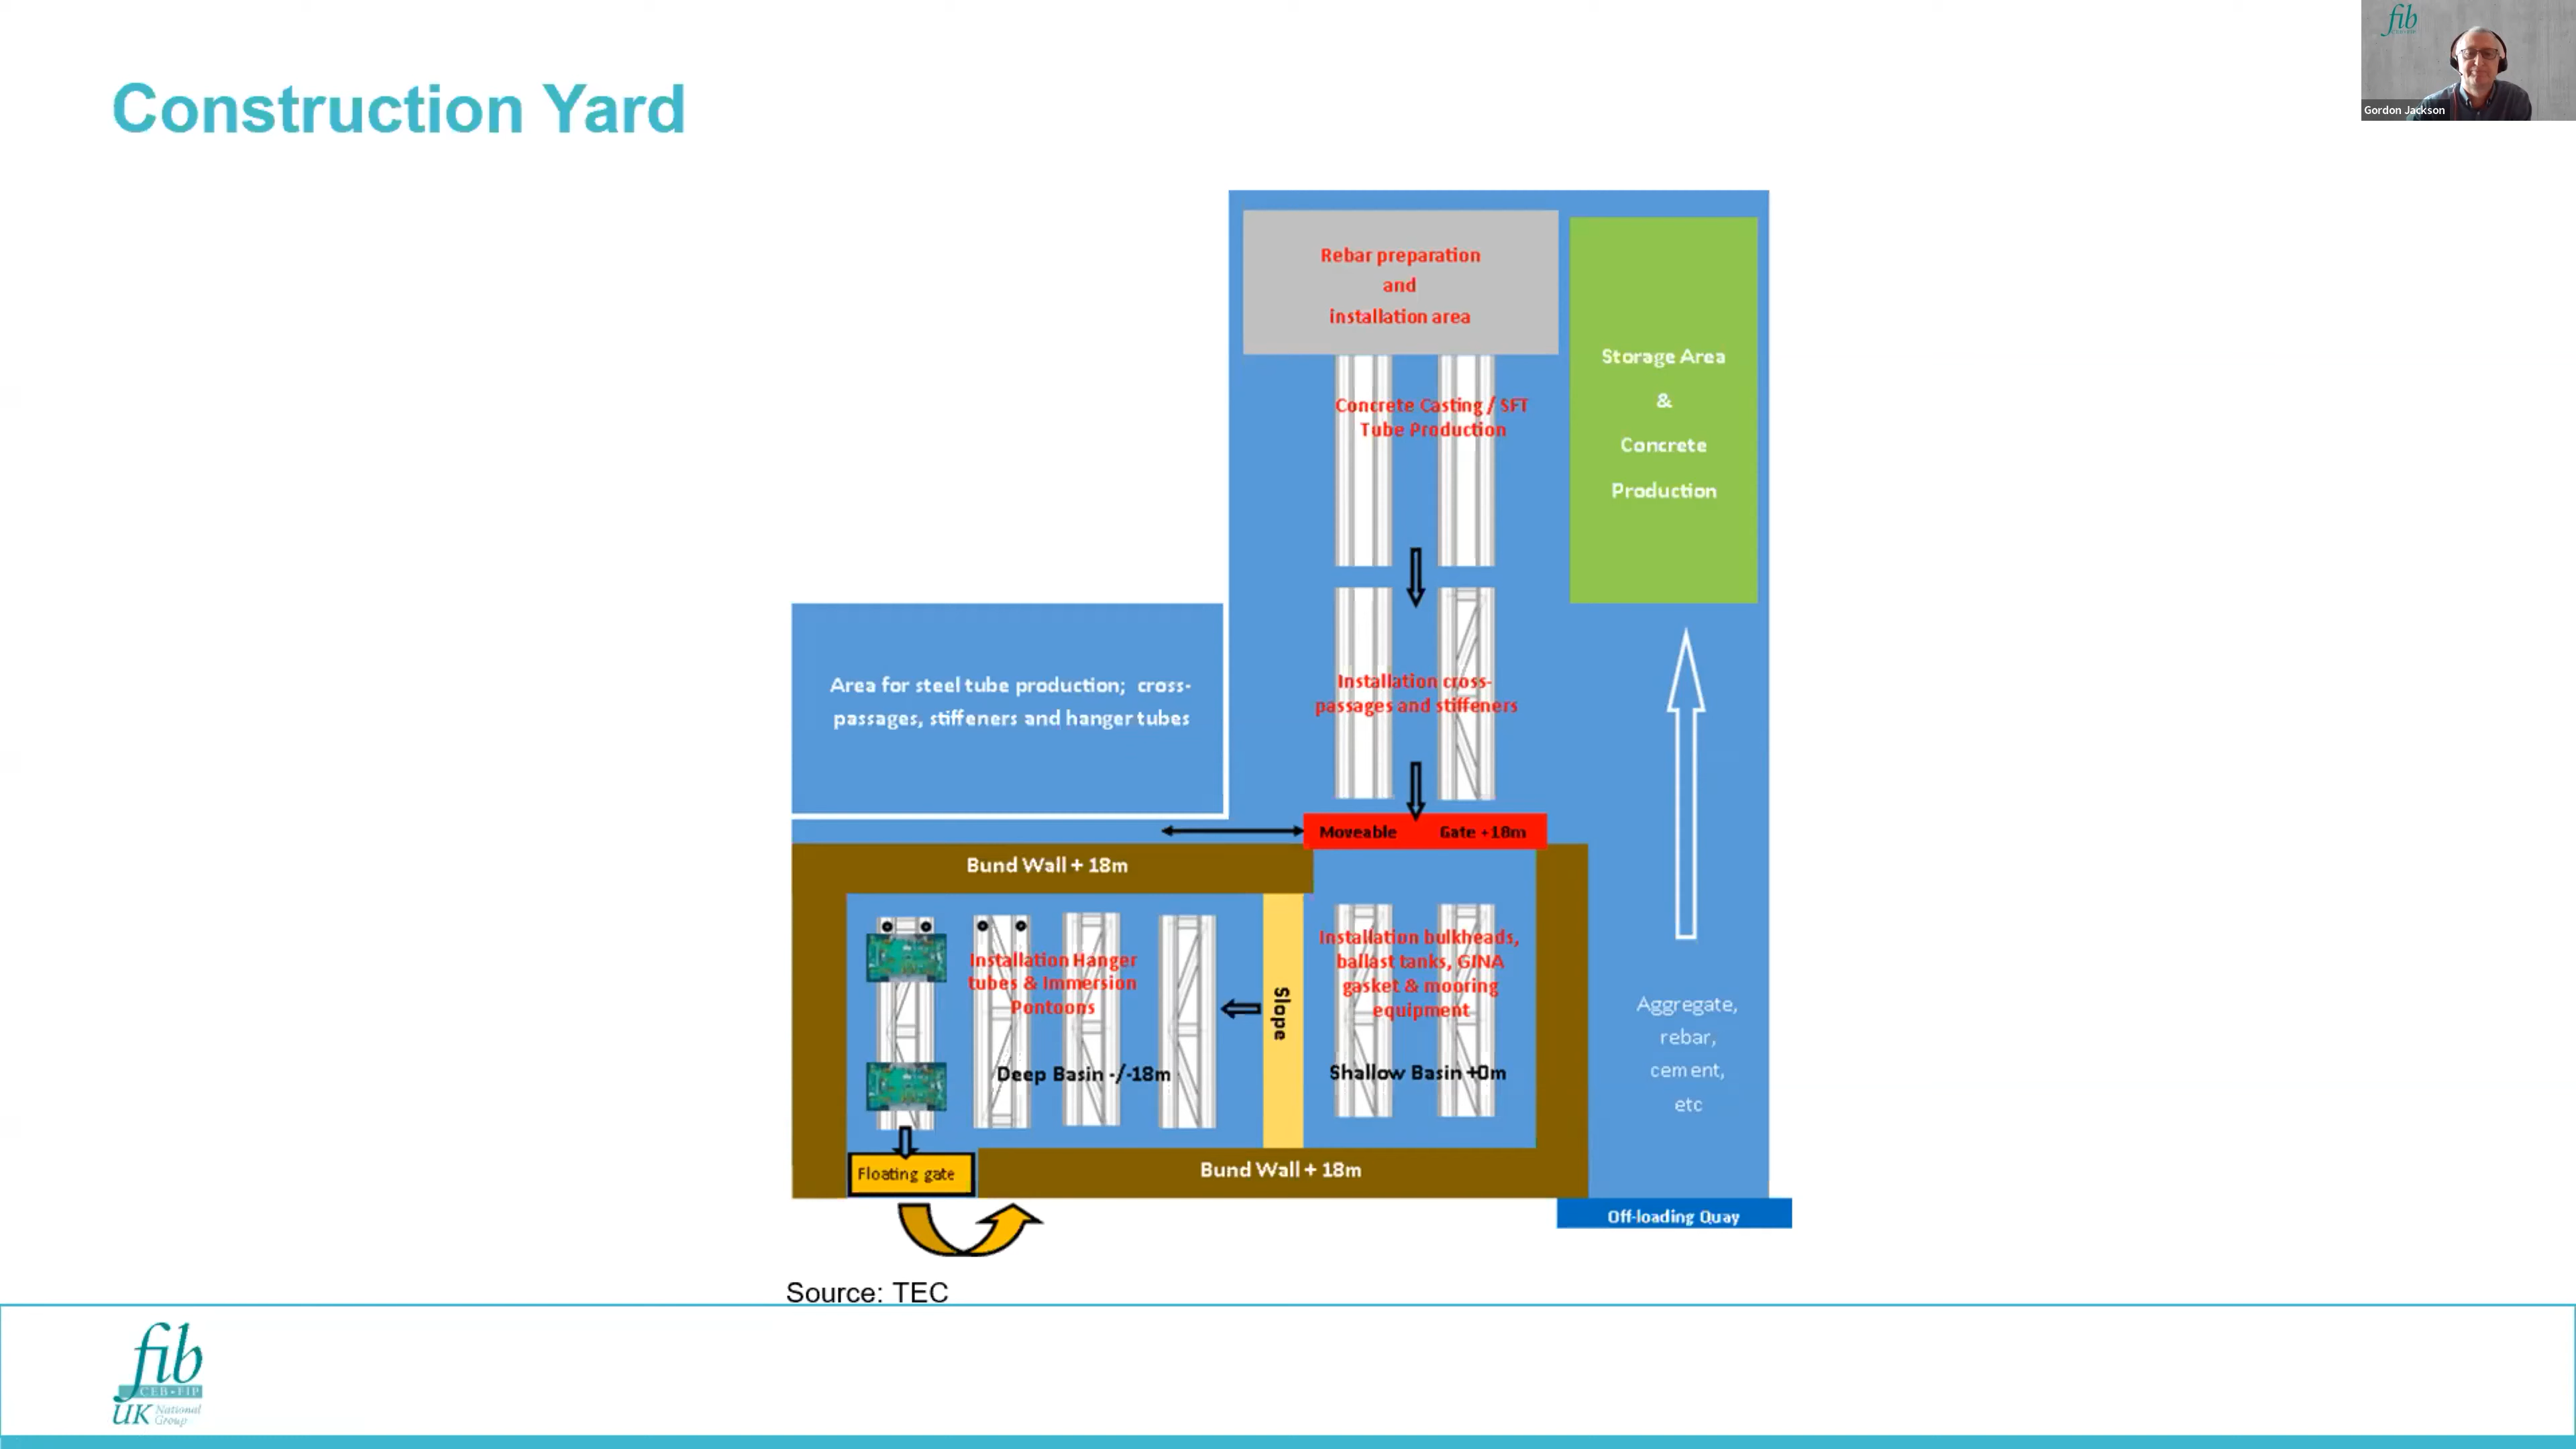 fib
Gordon Jackson
Construction Yard
Rebar preparation
and
installation area
Storage Area
&
Concrete
Production
Concrete Casting / SFT
Tube Production
Area for steel tube production; cross-
passages, stiffeners and hanger tubes
Installation cross-
passages and stiffeners
Moveable Gate +18m
Bund Wall + 18m
Installation Hanger
tubes & Immersion
Pontoons
Deep Basin -/-18m
Slope
Installation bulkheads,
ballast tanks, GINA
gasket & mooring
equipment
Shallow Basin +0m
Aggregate,
rebar,
cement,
etc
Floating gate
Bund Wall + 18m
Off-loading Quay
Source: TEC
fib
CEB-FIP
UK National
Group